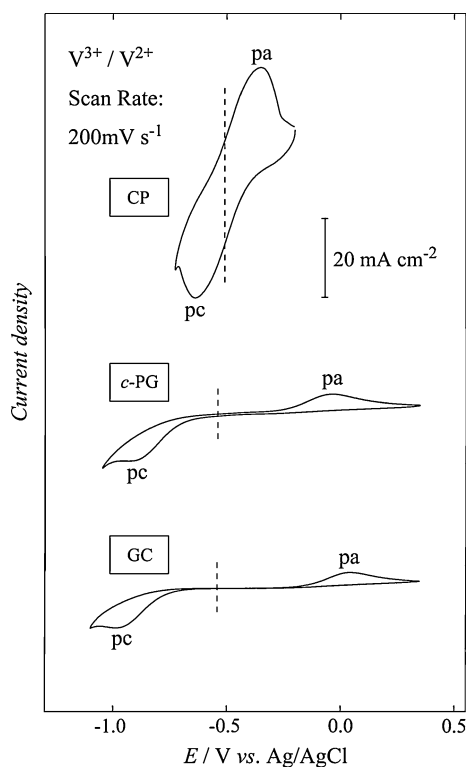 V³⁺ / V²⁺
Scan Rate:
200mV s⁻¹
pa
CP
20 mA cm⁻²
pc
Current density
c-PG
pa
pc
GC
pa
pc
-1.0 -0.5 0.0 0.5
E / V vs. Ag/AgCl